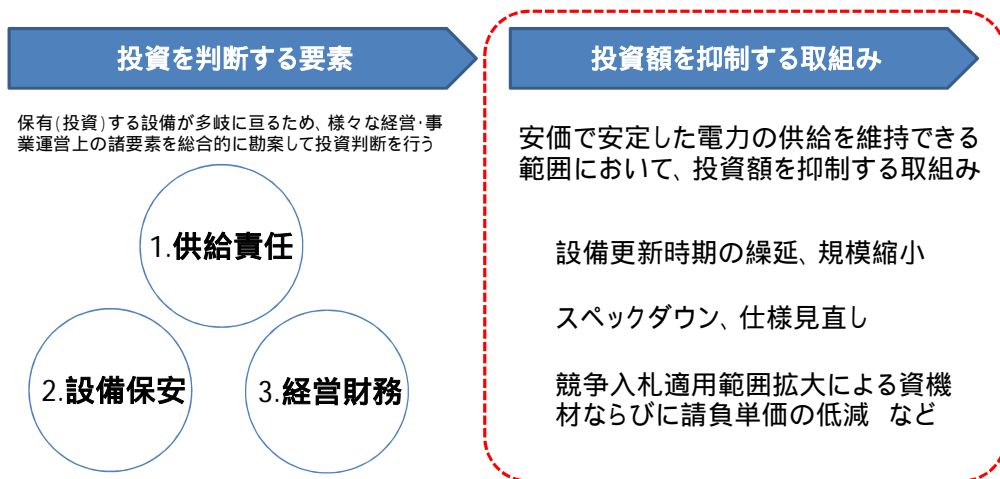 投資を判断する要素
保有(投資)する設備が多岐に亘るため、様々な経営・事
業運営上の諸要素を総合的に勘案して投資判断を行う
1.供給責任
2.設備保安
3.経営財務
投資額を抑制する取組み
安価で安定した電力の供給を維持できる
範囲において、投資額を抑制する取組み
設備更新時期の繰延、規模縮小
スペックダウン、仕様見直し
競争入札適用範囲拡大による資機
材ならびに請負単価の低減 など